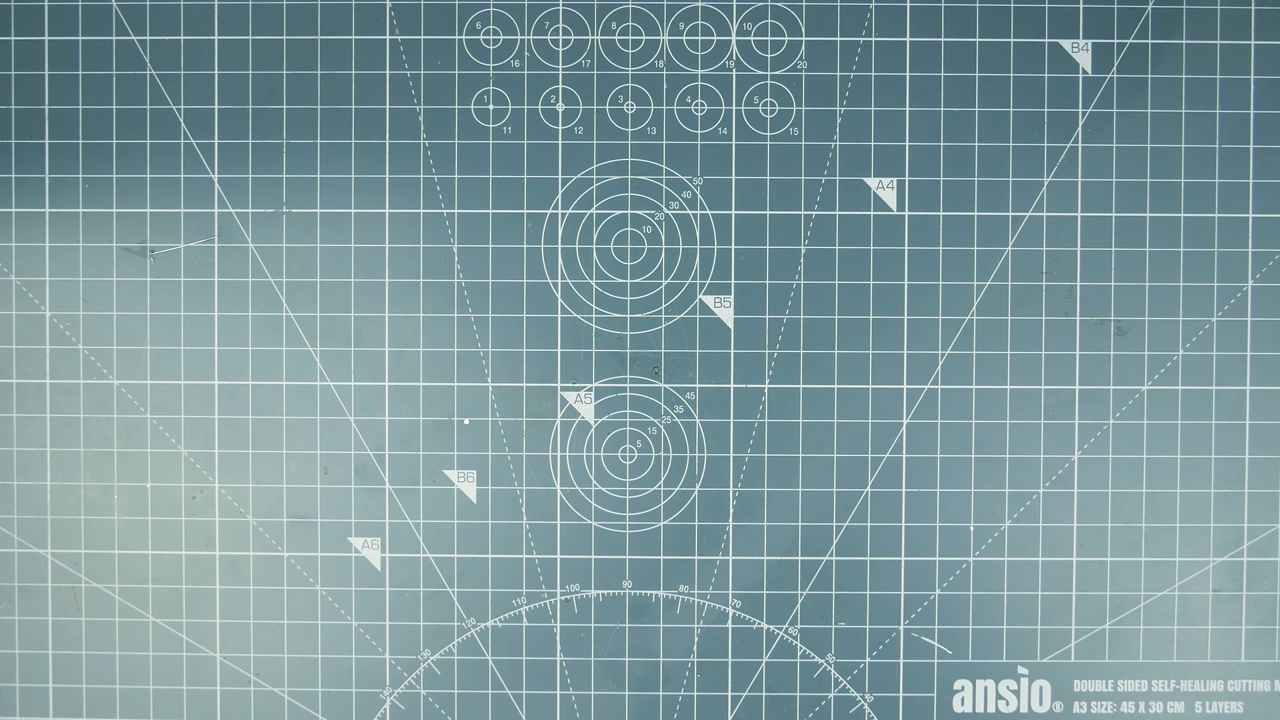 6 7 8 9 10
16 17 18 19 20
B4
1 2 3 4 5
11 12 13 14 15
50
40
30
20
10
A4
B5
A5
45
35
25
15
5
B6
A6
140 130 120 110 100 90 80 70 60 50 40
ansio®
DOUBLE SIDED SELF-HEALING CUTTING M
A3 SIZE: 45 X 30 CM 5 LAYERS